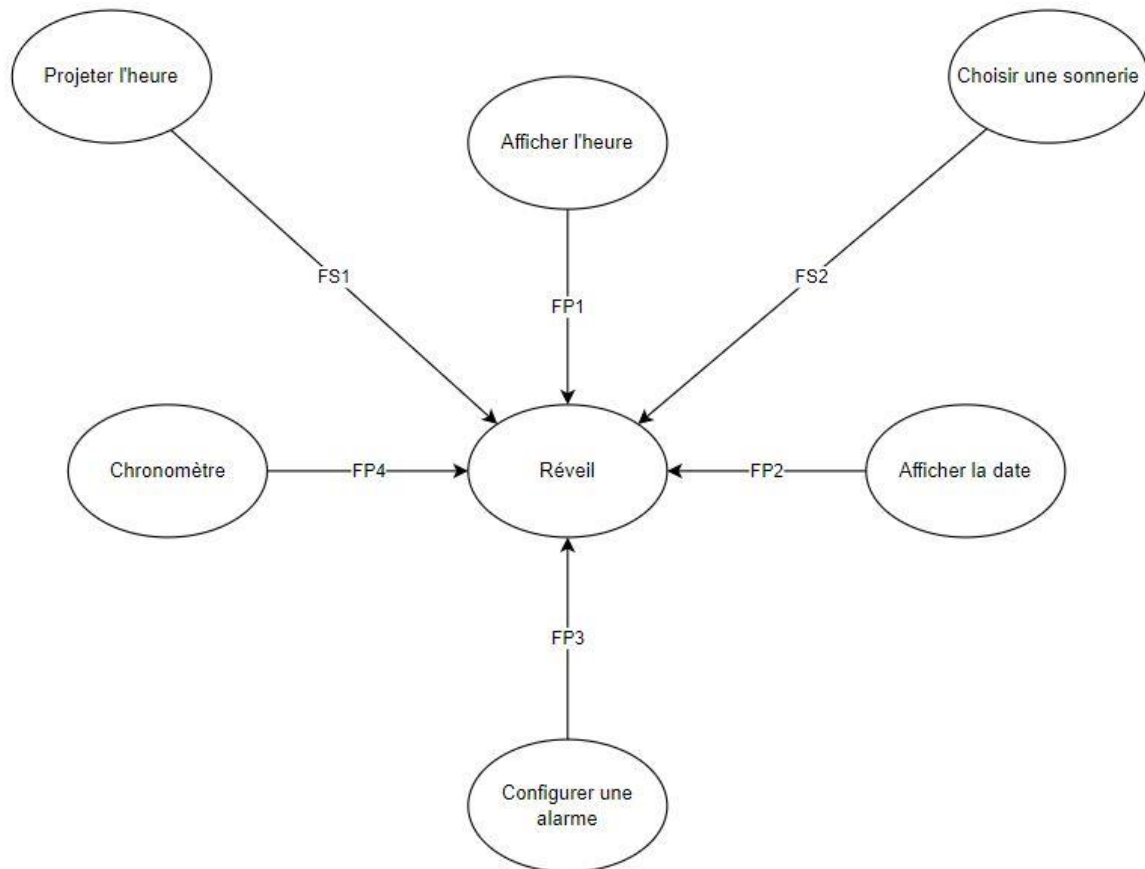 Projeter l'heure
Choisir une sonnerie
Afficher l'heure
FS1
FS2
FP1
Chronomètre
FP4
Réveil
FP2
Afficher la date
FP3
Configurer une
alarme